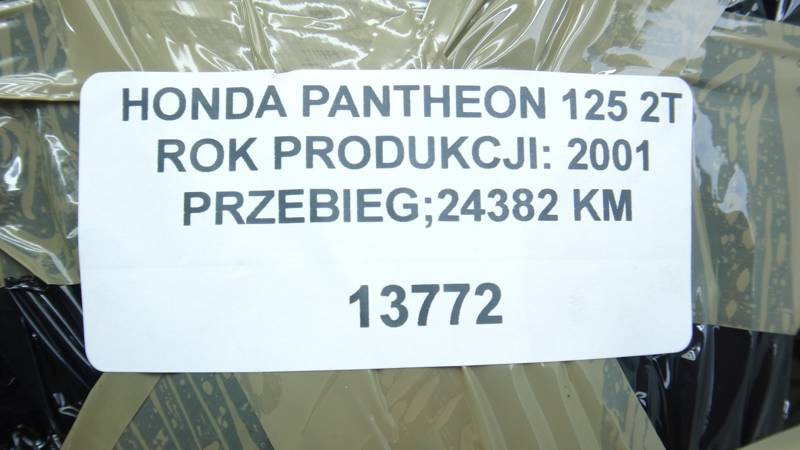 HONDA PANTHEON 125 2T
ROK PRODUKCJI: 2001
PRZEBIEG;24382 KM
13772